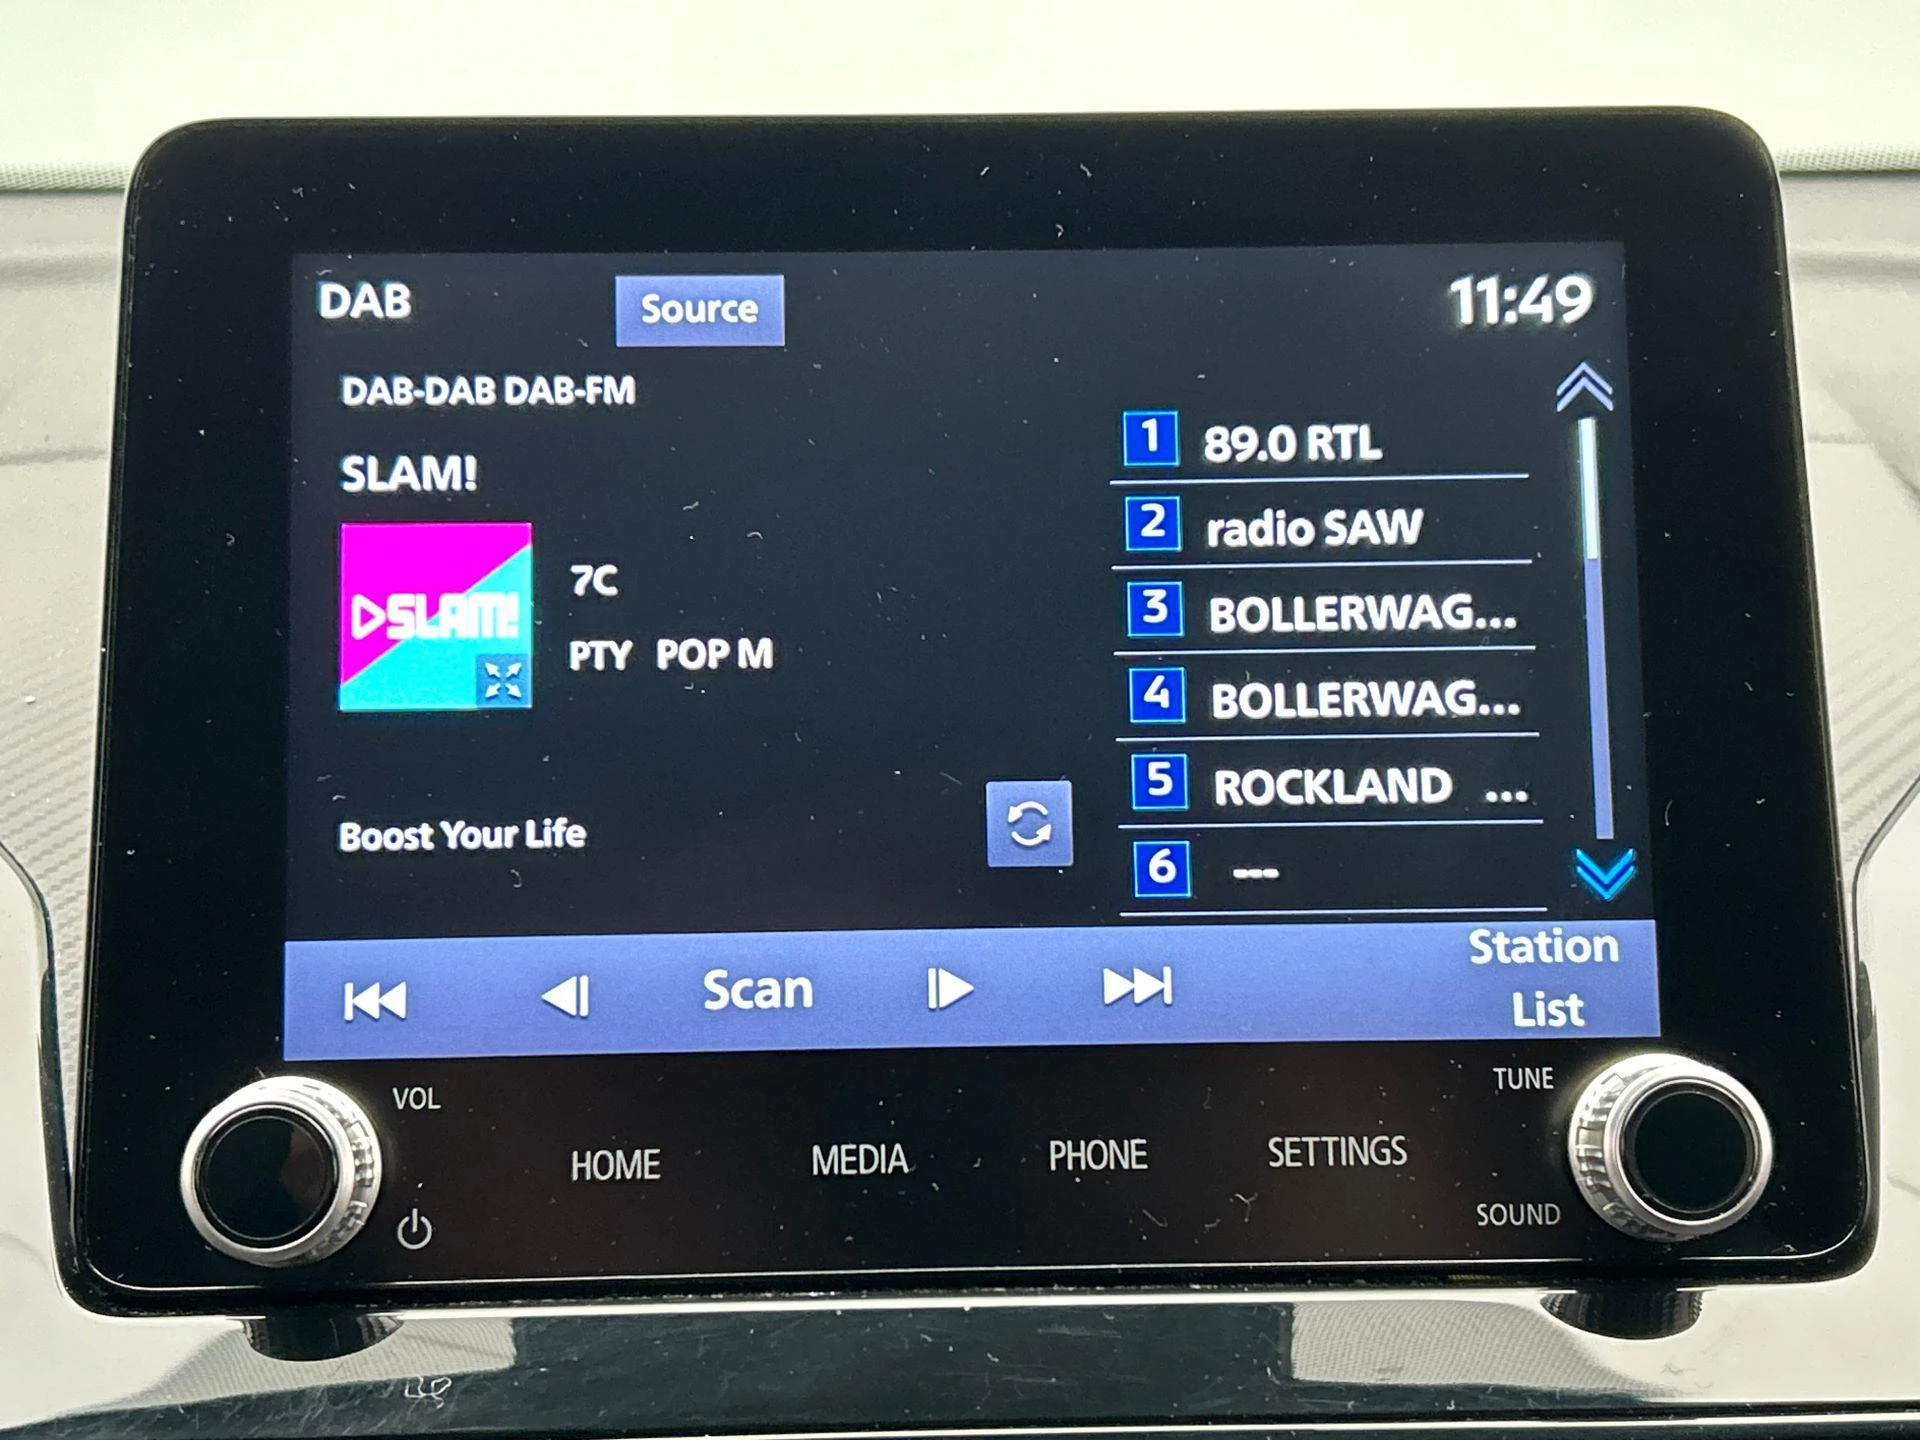 DAB
Source
11:49
DAB-DAB DAB-FM
SLAM!
SLAM!
7C
PTY POP M
Boost Your Life
1 89.0 RTL
2 radio SAW
3 BOLLERWAG...
4 BOLLERWAG...
5 ROCKLAND ...
6 ---
Scan
Station
List
VOL
HOME
MEDIA
PHONE
SETTINGS
TUNE
SOUND